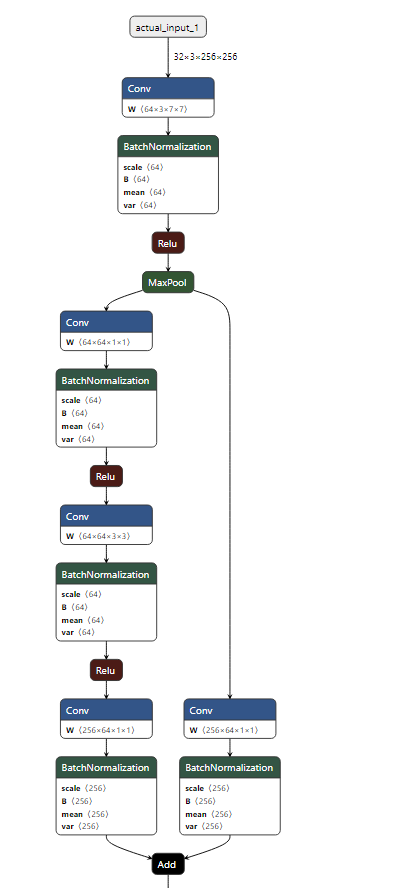 actual_input_1
32×3×256×256
Conv
W ⟨64×3×7×7⟩
BatchNormalization
scale ⟨64⟩
B ⟨64⟩
mean ⟨64⟩
var ⟨64⟩
Relu
MaxPool
Conv
W ⟨64×64×1×1⟩
BatchNormalization
scale ⟨64⟩
B ⟨64⟩
mean ⟨64⟩
var ⟨64⟩
Relu
Conv
W ⟨64×64×3×3⟩
BatchNormalization
scale ⟨64⟩
B ⟨64⟩
mean ⟨64⟩
var ⟨64⟩
Relu
Conv
W ⟨256×64×1×1⟩
BatchNormalization
scale ⟨256⟩
B ⟨256⟩
mean ⟨256⟩
var ⟨256⟩
Conv
W ⟨256×64×1×1⟩
BatchNormalization
scale ⟨256⟩
B ⟨256⟩
mean ⟨256⟩
var ⟨256⟩
Add